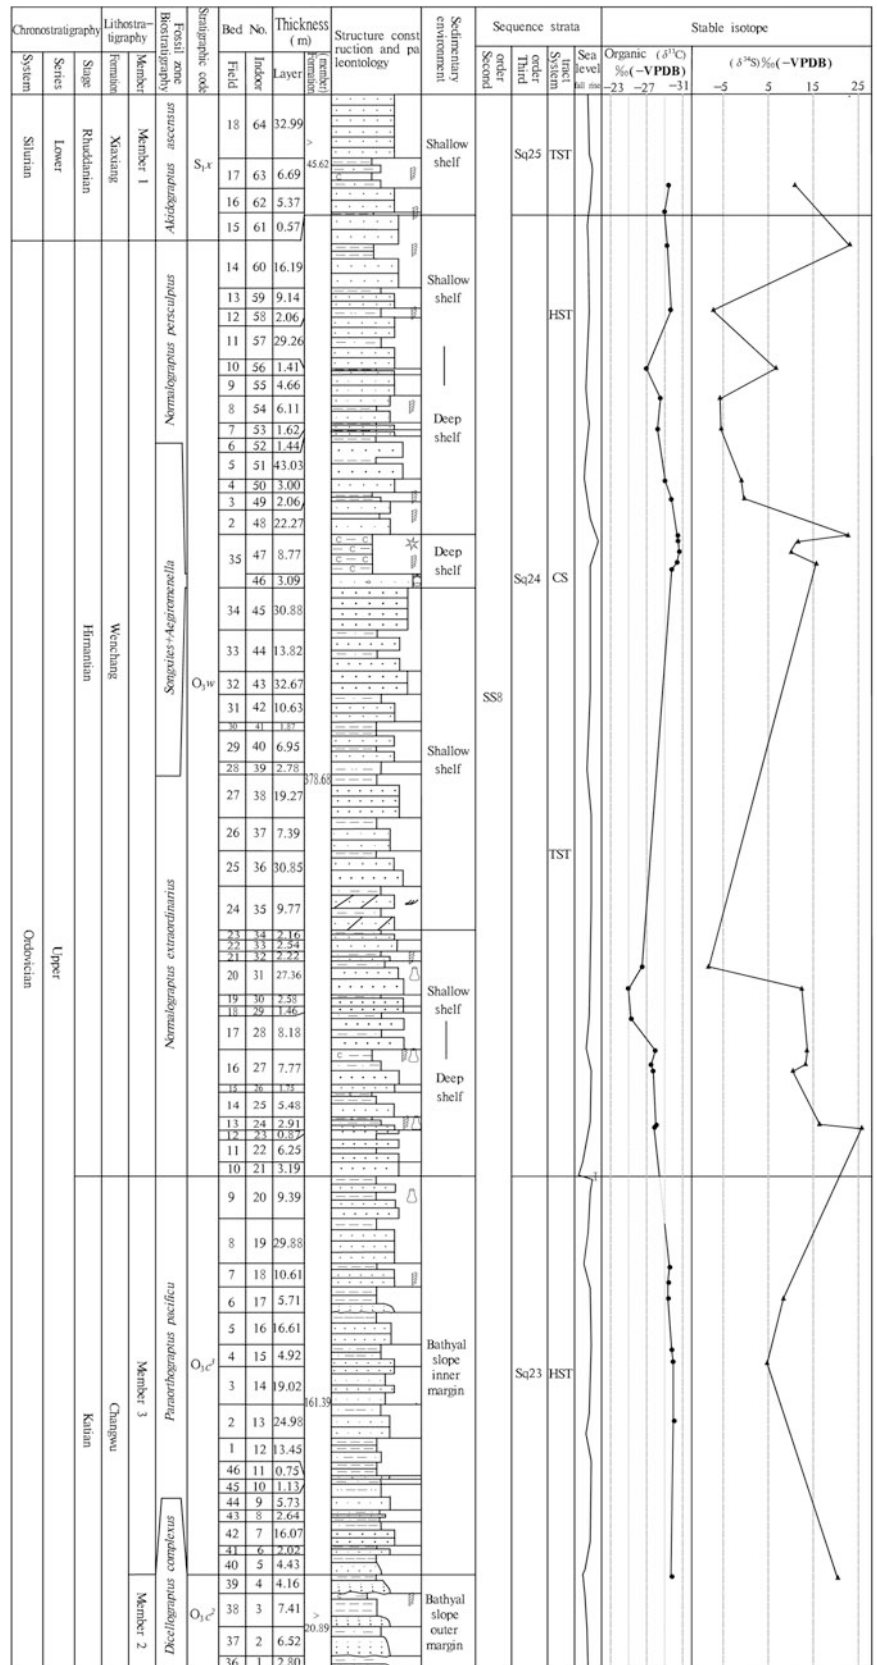 Chronostratigraphy
Lithostra-
tigraphy
Fossil zone
Biostratigraphy
Stratigraphic code
Bed No.
Thickness
(m)
Structure const
ruction and pa
leontology
Sedimentary
environment
Sequence strata
Stable isotope
System
Series
Stage
Formation
Member
Field
Indoor
Layer
Formation
(member)
Second
order
Third
order
System
tract
Sea
level
fall rise
Organic (δ¹³C)
‰(−VPDB)
−23 −27 −31
(δ³⁴S)‰(−VPDB)
−5 5 15 25
Silurian
Lower
Rhuddanian
Xiaxiang
Member 1
Akidograptus ascensus
S₁x
18 64 32.99
>
45.62
17 63 6.69
16 62 5.37
15 61 0.57
Shallow
shelf
Sq25
TST
14 60 16.19
13 59 9.14
12 58 2.06
11 57 29.26
10 56 1.41
9 55 4.66
8 54 6.11
7 53 1.62
6 52 1.44
5 51 43.03
4 50 3.00
3 49 2.06
2 48 22.27
Normalograptus persculptus
Shallow
shelf
Deep
shelf
HST
35 47 8.77
46 3.09
Deep
shelf
Sq24
CS
34 45 30.88
33 44 13.82
32 43 32.67
31 42 10.63
30 41 1.87
29 40 6.95
28 39 2.78
378.68
27 38 19.27
26 37 7.39
25 36 30.85
24 35 9.77
Hirnantian
Wenchang
Songxites+Aegiromenella
O₃w
Shallow
shelf
SS8
TST
23 34 2.16
22 33 2.54
21 32 2.22
20 31 27.36
19 30 2.58
18 29 1.46
17 28 8.18
16 27 7.77
15 26 1.75
14 25 5.48
13 24 2.91
12 23 0.87
11 22 6.25
10 21 3.19
Ordovician
Upper
Normalograptus extraordinarius
Shallow
shelf
Deep
shelf
9 20 9.39
8 19 29.88
7 18 10.61
6 17 5.71
5 16 16.61
4 15 4.92
3 14 19.02
161.39
2 13 24.98
1 12 13.45
46 11 0.75
45 10 1.13
44 9 5.73
43 8 2.64
42 7 16.07
41 6 2.02
40 5 4.43
Katian
Changwu
Member 3
Paraorthograptus pacificu
O₃c³
Bathyal
slope
inner
margin
Sq23
HST
39 4 4.16
38 3 7.41
>
20.89
37 2 6.52
36 1 2.80
Member 2
Dicellograptus complexus
O₃c²
Bathyal
slope
outer
margin